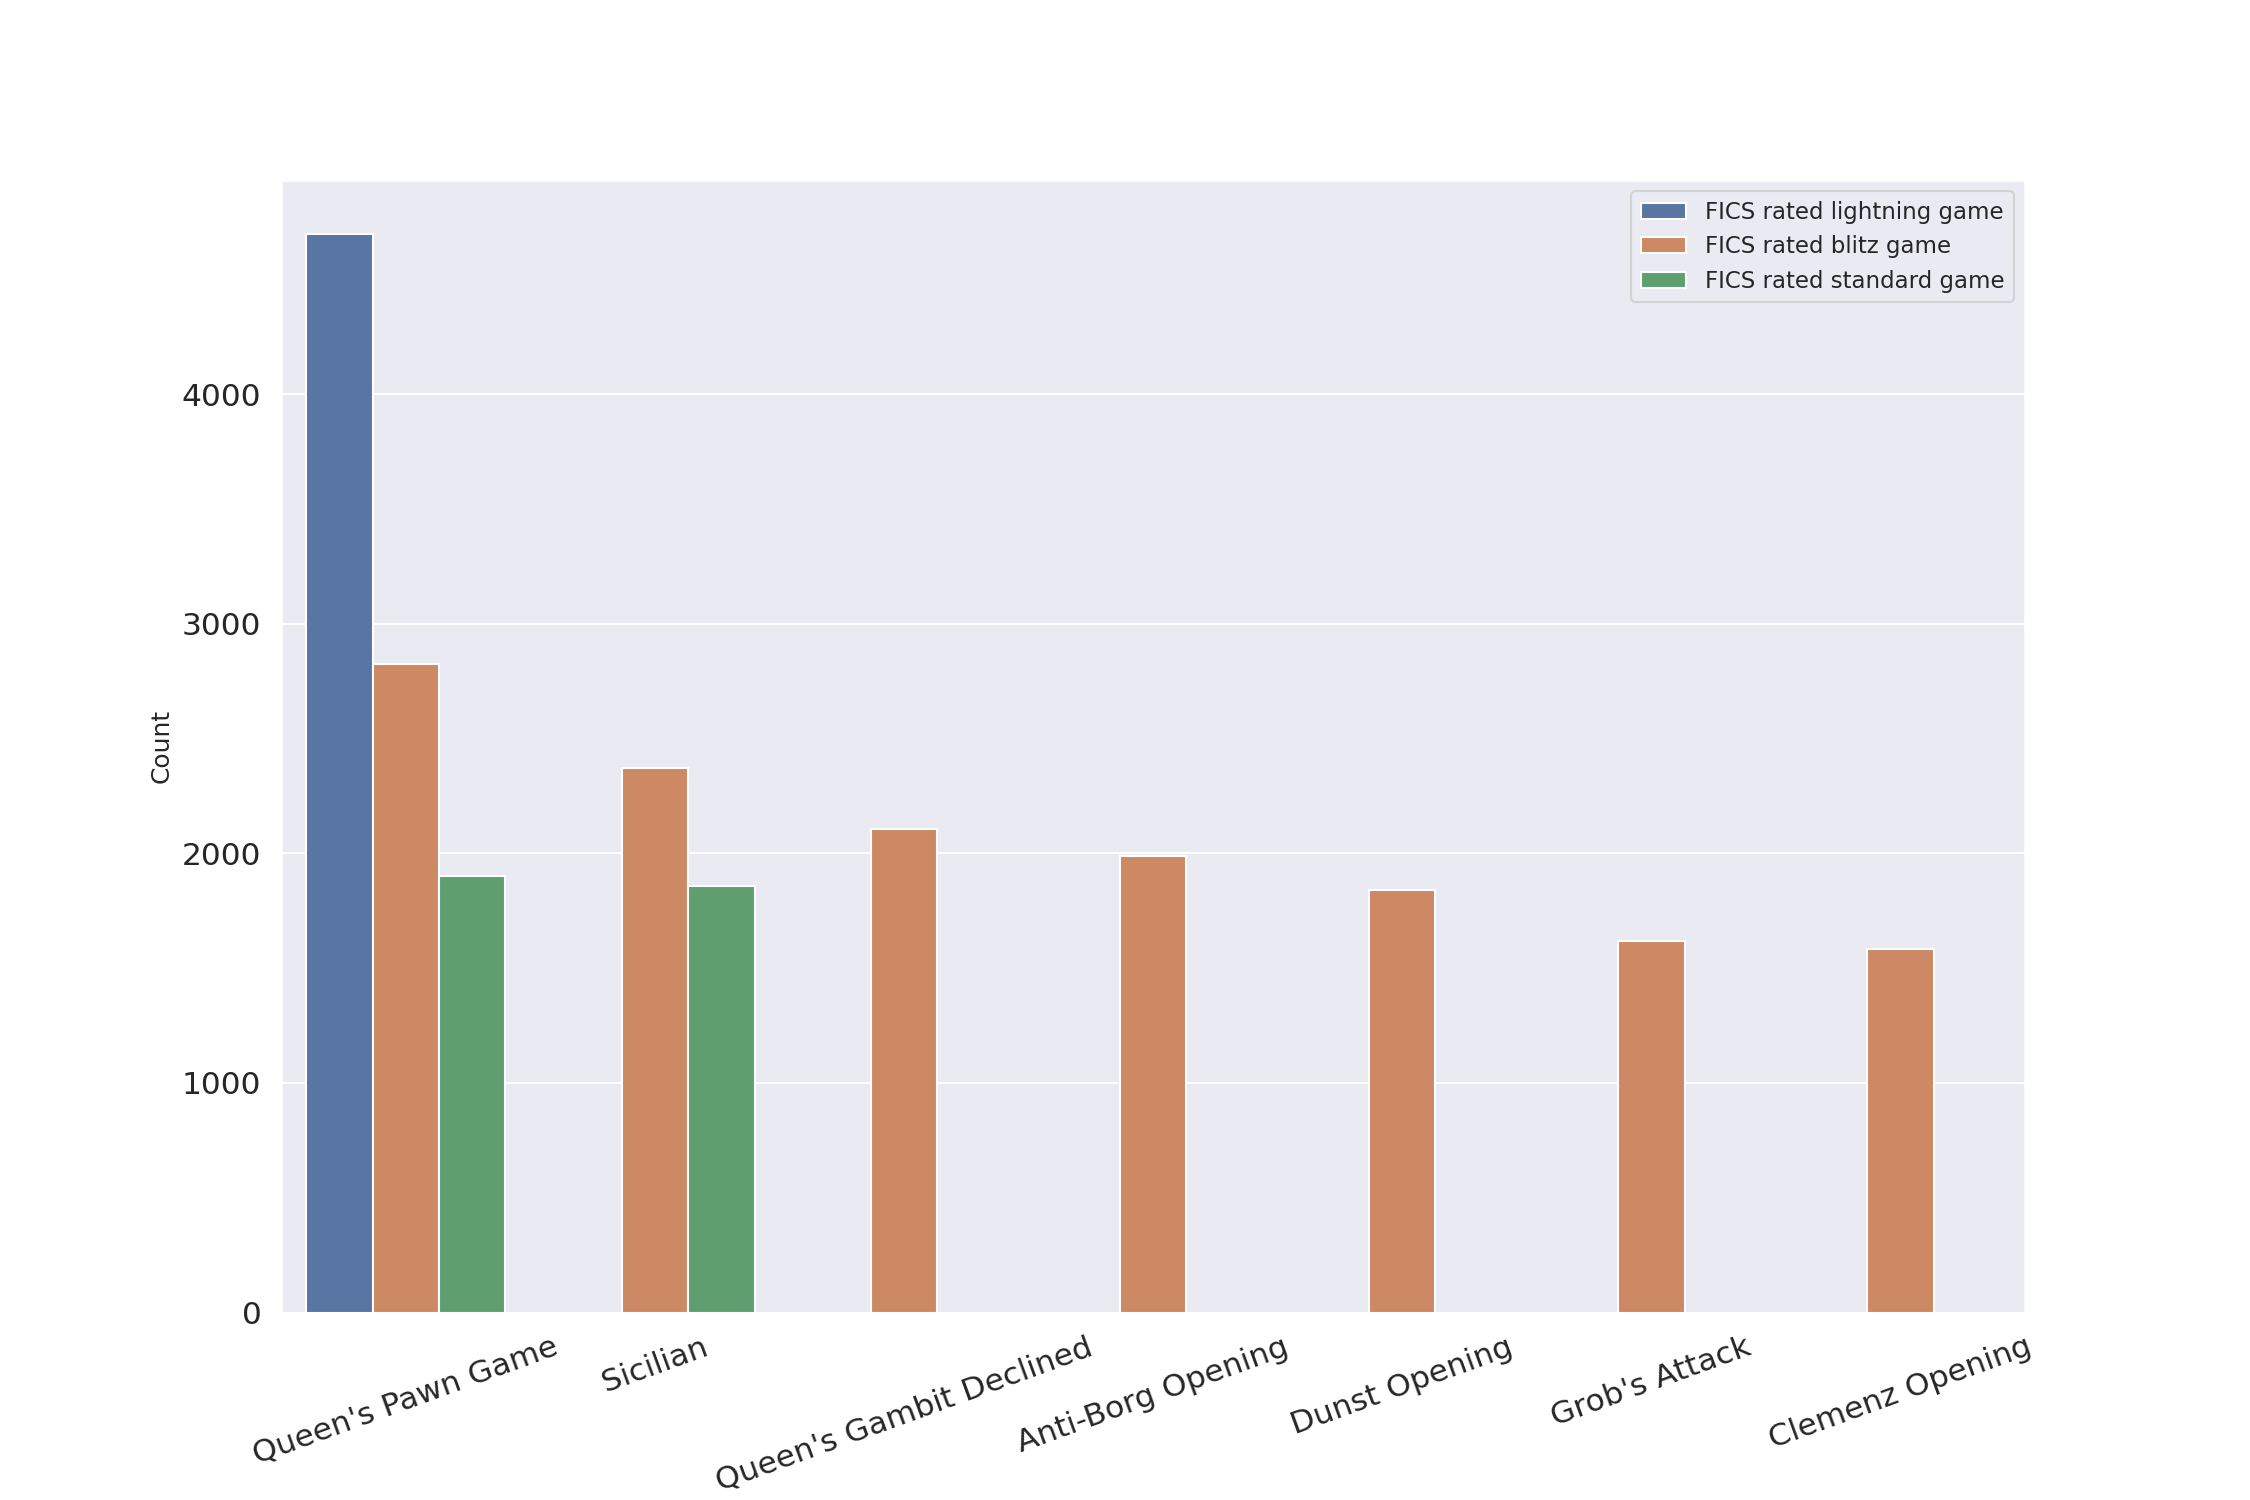 FICS rated lightning game
FICS rated blitz game
FICS rated standard game
4000
3000
2000
1000
0
Count
Queen's Pawn Game
Sicilian
Queen's Gambit Declined
Anti-Borg Opening
Dunst Opening
Grob's Attack
Clemenz Opening